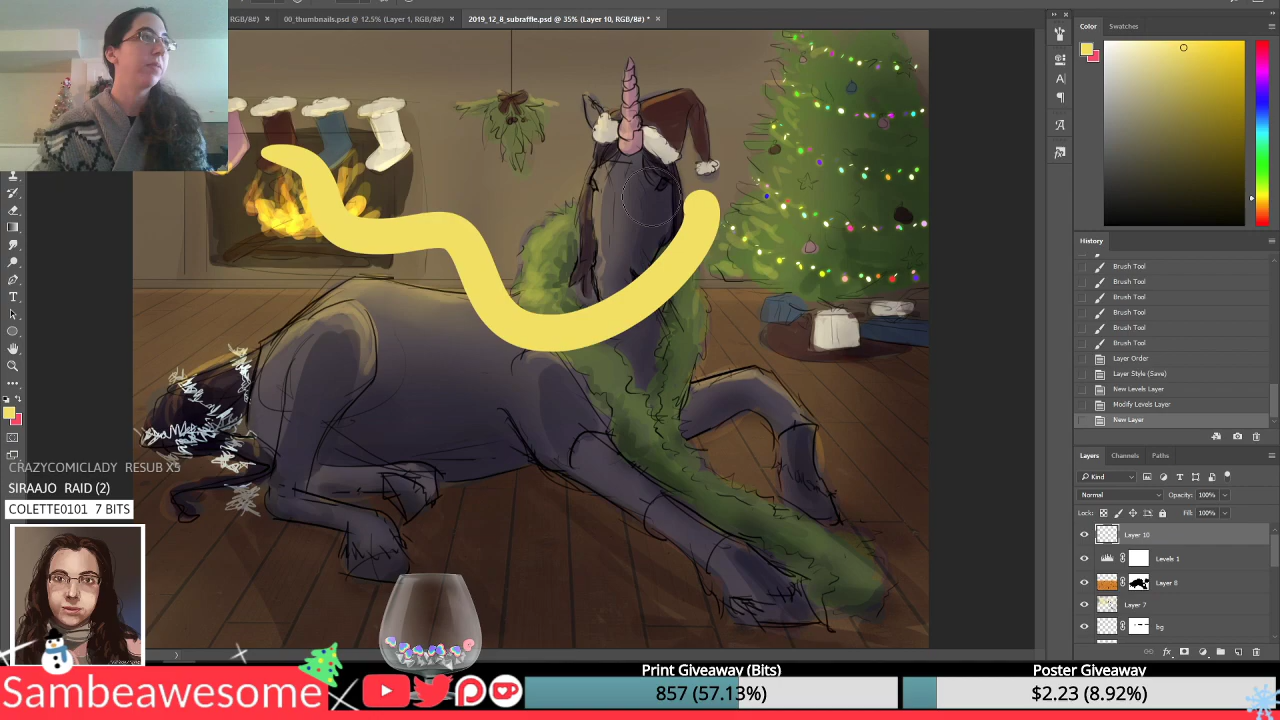 RGB/8#)
00_thumbnails.psd @ 12.5% (Layer 1, RGB/8#)
2019_12_8_subraffle.psd @ 35% (Layer 10, RGB/8#) *
Color
Swatches
History
Brush Tool
Brush Tool
Brush Tool
Brush Tool
Brush Tool
Brush Tool
Layer Order
Layer Style (Save)
New Levels Layer
Modify Levels Layer
New Layer
Layers
Channels
Paths
Kind
Normal
Opacity: 100%
Lock:
Fill: 100%
Layer 10
Levels 1
Layer 8
Layer 7
bg
CRAZYCOMICLADY RESUB X5
SIRAAJO RAID (2)
COLETTE0101 7 BITS
Sambeawesome
Print Giveaway (Bits)
857 (57.13%)
Poster Giveaway
$2.23 (8.92%)